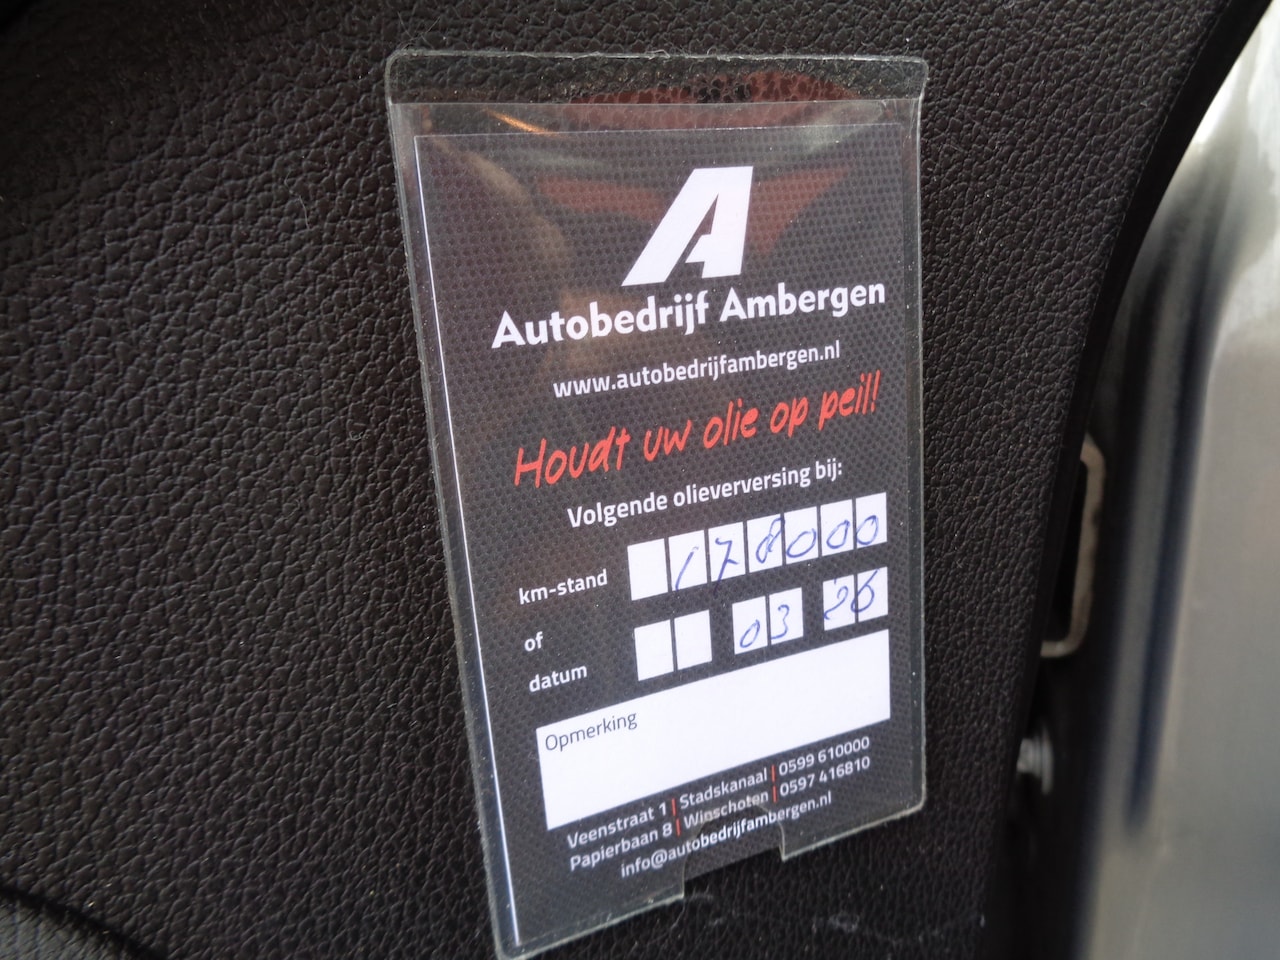 A
Autobedrijf Ambergen
www.autobedrijfambergen.nl
Houdt uw olie op peil!
Volgende olieverversing bij:
km-stand 178000
of
datum 03 26
Opmerking
Veenstraat 1 | Stadskanaal | 0599 610000
Papierbaan 8 | Winschoten | 0597 416810
info@autobedrijfambergen.nl